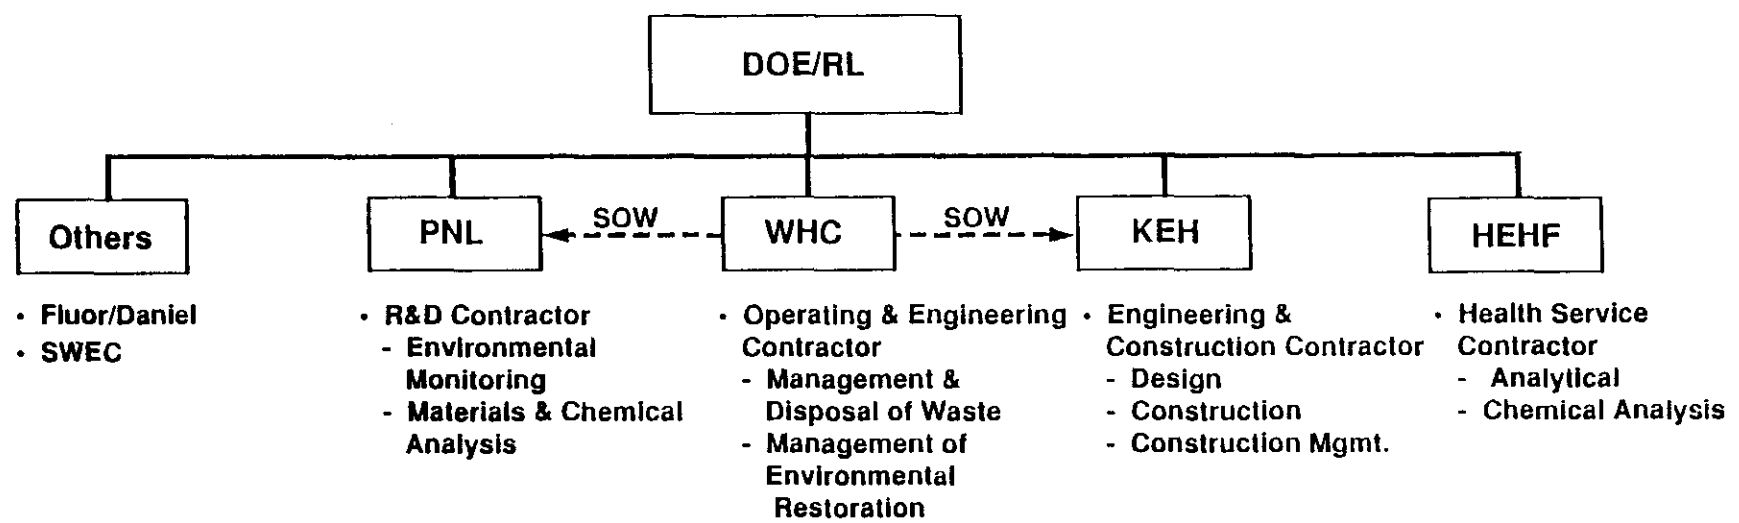 DOE/RL
Others
PNL
SOW
WHC
SOW
KEH
HEHF
• Fluor/Daniel
• SWEC
• R&D Contractor
- Environmental
Monitoring
- Materials & Chemical
Analysis
• Operating & Engineering
Contractor
- Management &
Disposal of Waste
- Management of
Environmental
Restoration
• Engineering &
Construction Contractor
- Design
- Construction
- Construction Mgmt.
• Health Service
Contractor
- Analytical
- Chemical Analysis